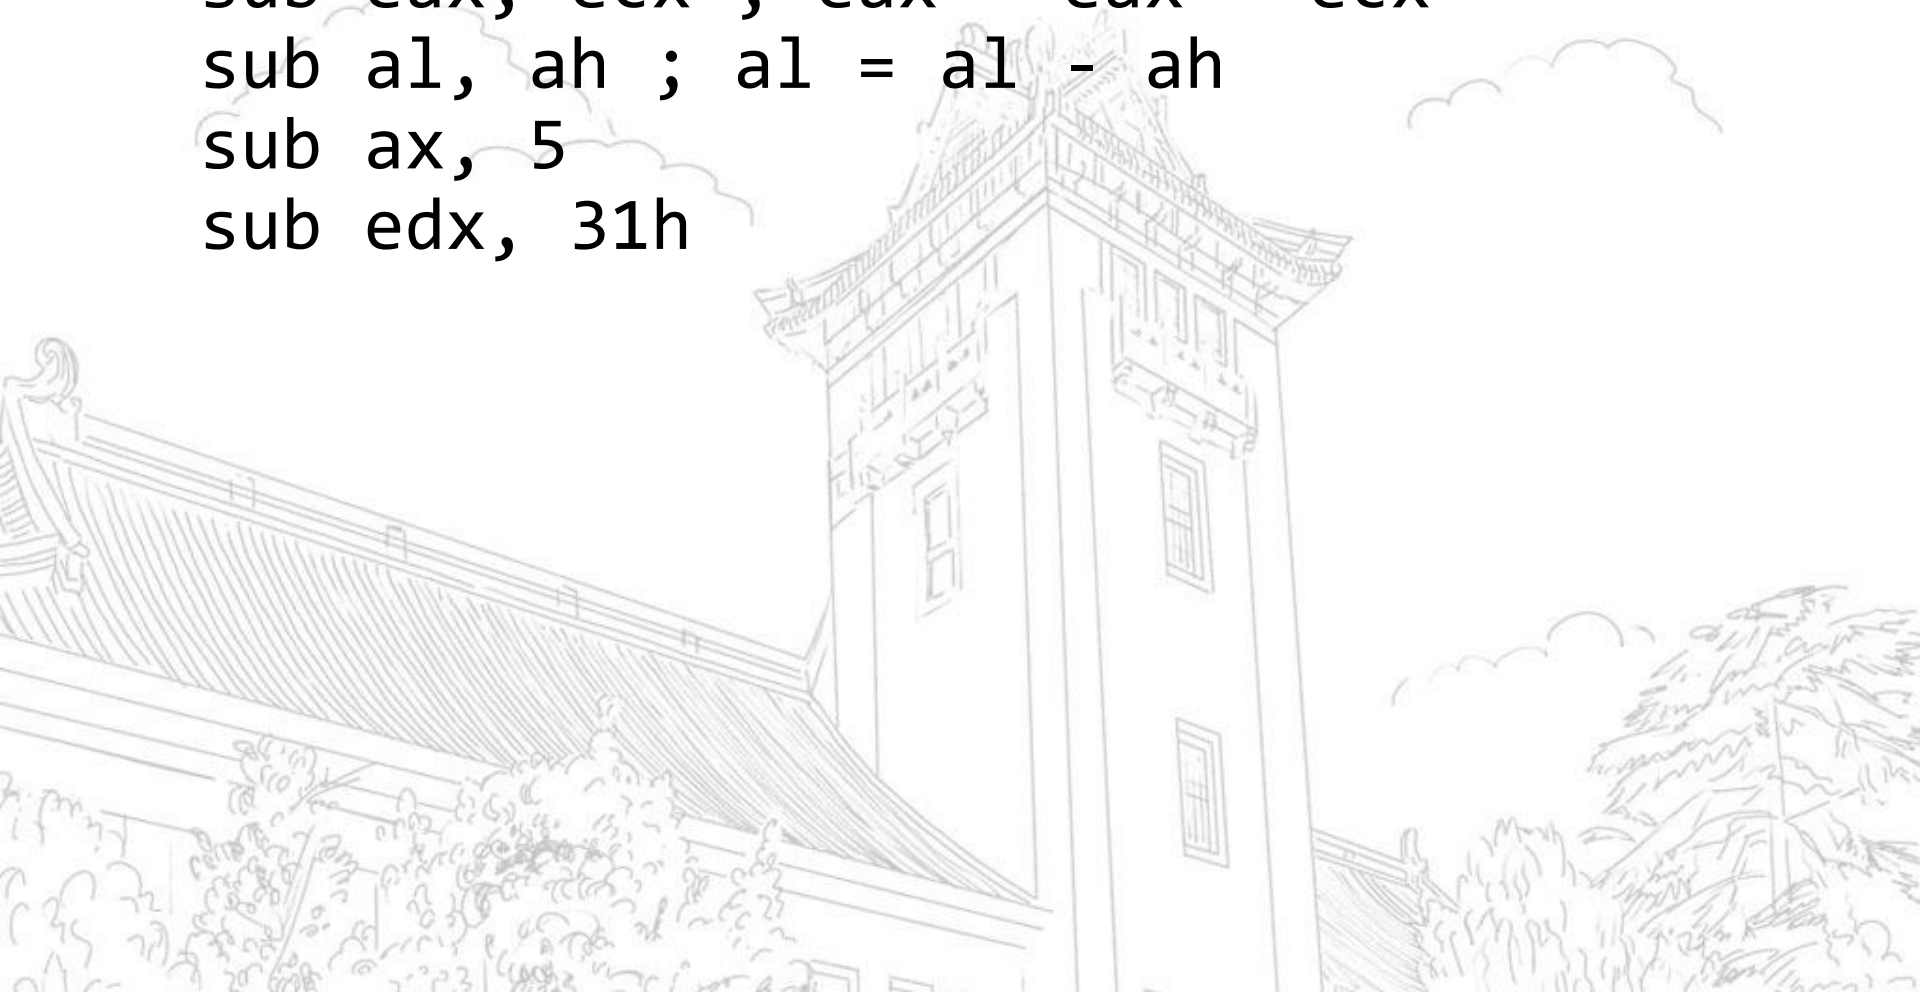 sub al, ah ; al = al - ah
sub ax, 5
sub edx, 31h